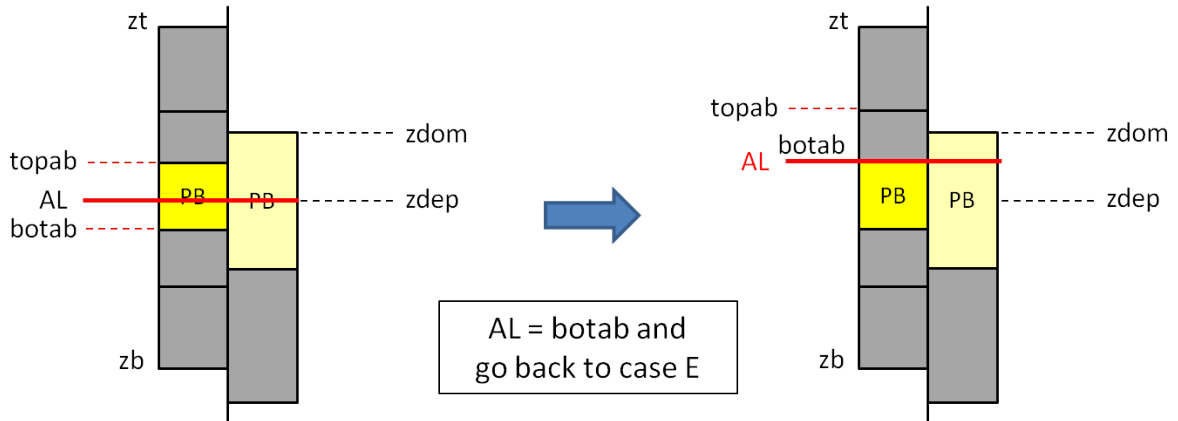 zt
zdom
topab
AL
PB
PB
zdep
botab
zb
AL = botab and
go back to case E
zt
topab
zdom
botab
AL
PB
PB
zdep
zb